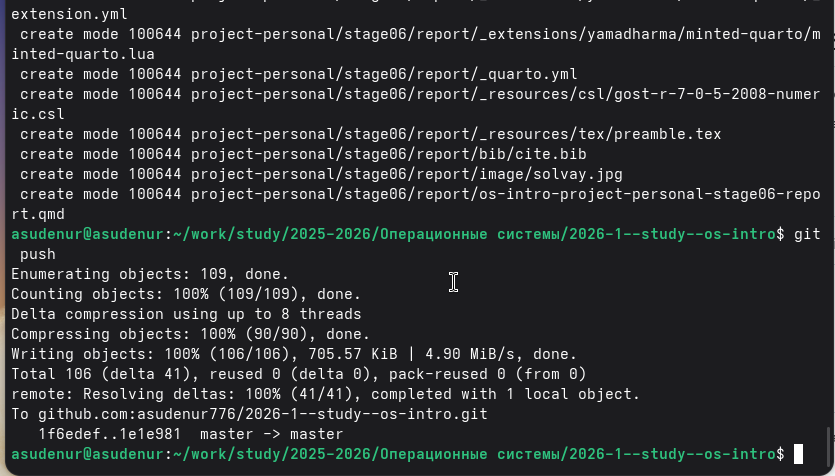 extension.yml
 create mode 100644 project-personal/stage06/report/_extensions/yamadharma/minted-quarto/m
inted-quarto.lua
 create mode 100644 project-personal/stage06/report/_quarto.yml
 create mode 100644 project-personal/stage06/report/_resources/csl/gost-r-7-0-5-2008-numer
ic.csl
 create mode 100644 project-personal/stage06/report/_resources/tex/preamble.tex
 create mode 100644 project-personal/stage06/report/bib/cite.bib
 create mode 100644 project-personal/stage06/report/image/solvay.jpg
 create mode 100644 project-personal/stage06/report/os-intro-project-personal-stage06-repo
rt.qmd
asudenur@asudenur:~/work/study/2025-2026/Операционные системы/2026-1--study--os-intro$ git
 push
Enumerating objects: 109, done.
Counting objects: 100% (109/109), done.
Delta compression using up to 8 threads
Compressing objects: 100% (90/90), done.
Writing objects: 100% (106/106), 705.57 KiB | 4.90 MiB/s, done.
Total 106 (delta 41), reused 0 (delta 0), pack-reused 0 (from 0)
remote: Resolving deltas: 100% (41/41), completed with 1 local object.
To github.com:asudenur776/2026-1--study--os-intro.git
   1f6edef..1e1e981  master -> master
asudenur@asudenur:~/work/study/2025-2026/Операционные системы/2026-1--study--os-intro$